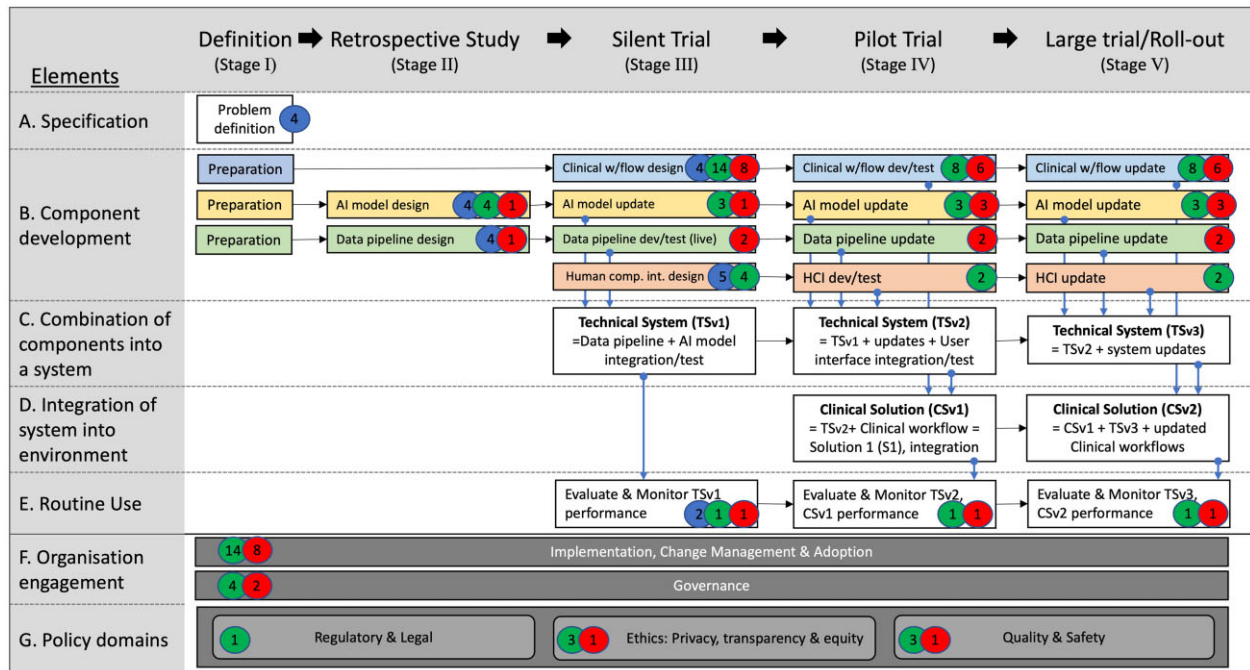 Elements
Definition
(Stage I)
Retrospective Study
(Stage II)
Silent Trial
(Stage III)
Pilot Trial
(Stage IV)
Large trial/Roll-out
(Stage V)
A. Specification
Problem
definition
4
B. Component
development
Preparation
Clinical w/flow design
4 14 8
Clinical w/flow dev/test
8 6
Clinical w/flow update
8 6
Preparation
AI model design
4 4 1
AI model update
3 1
AI model update
3 3
AI model update
3 3
Preparation
Data pipeline design
4 1
Data pipeline dev/test (live)
2
Data pipeline update
2
Data pipeline update
2
Human comp. int. design
5 4
HCI dev/test
2
HCI update
2
C. Combination of
components into
a system
Technical System (TSv1)
=Data pipeline + AI model
integration/test
Technical System (TSv2)
= TSv1 + updates + User
interface integration/test
Technical System (TSv3)
= TSv2 + system updates
D. Integration of
system into
environment
Clinical Solution (CSv1)
= TSv2+ Clinical workflow =
Solution 1 (S1), integration
Clinical Solution (CSv2)
= CSv1 + TSv3 + updated
Clinical workflows
E. Routine Use
Evaluate & Monitor TSv1
performance
2 1 1
Evaluate & Monitor TSv2,
CSv1 performance
1 1
Evaluate & Monitor TSv3,
CSv2 performance
1 1
F. Organisation
engagement
14 8
Implementation, Change Management & Adoption
4 2
Governance
G. Policy domains
1
Regulatory & Legal
3 1
Ethics: Privacy, transparency & equity
3 1
Quality & Safety